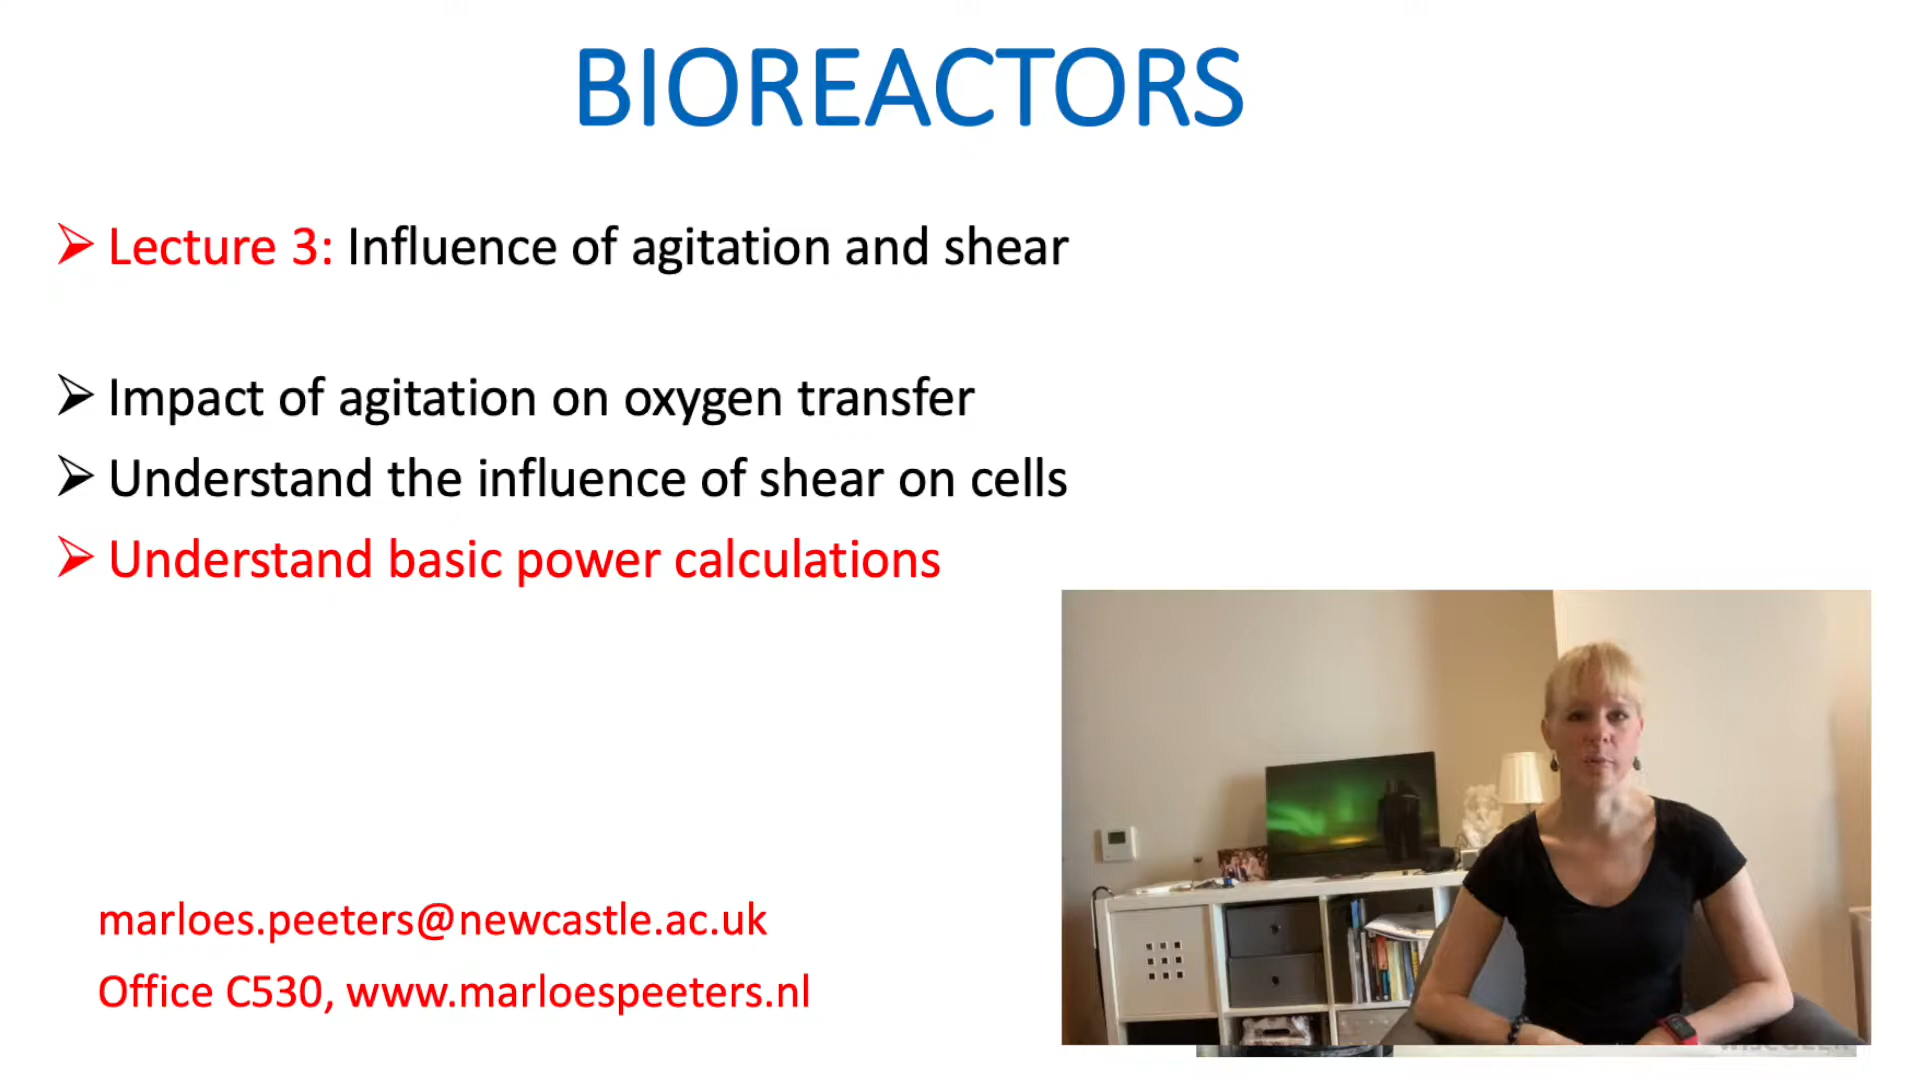 BIOREACTORS
Lecture 3: Influence of agitation and shear
Impact of agitation on oxygen transfer
Understand the influence of shear on cells
Understand basic power calculations
marloes.peeters@newcastle.ac.uk
Office C530, www.marloespeeters.nl